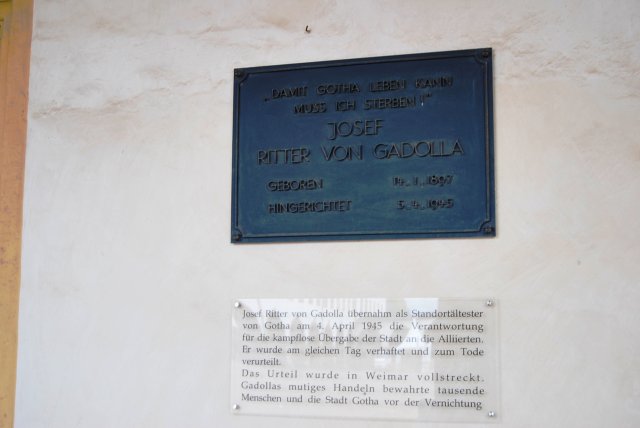 „DAMIT GOTHA LEBEN KANN
MUSS ICH STERBEN!"
JOSEF
RITTER VON GADOLLA
GEBOREN 14.1.1897
HINGERICHTET 5.4.1945
Josef Ritter von Gadolla übernahm als Standortältester
von Gotha am 4. April 1945 die Verantwortung
für die kampflose Übergabe der Stadt an die Alliierten.
Er wurde am gleichen Tag verhaftet und zum Tode
verurteilt.
Das Urteil wurde in Weimar vollstreckt.
Gadollas mutiges Handeln bewahrte tausende
Menschen und die Stadt Gotha vor der Vernichtung